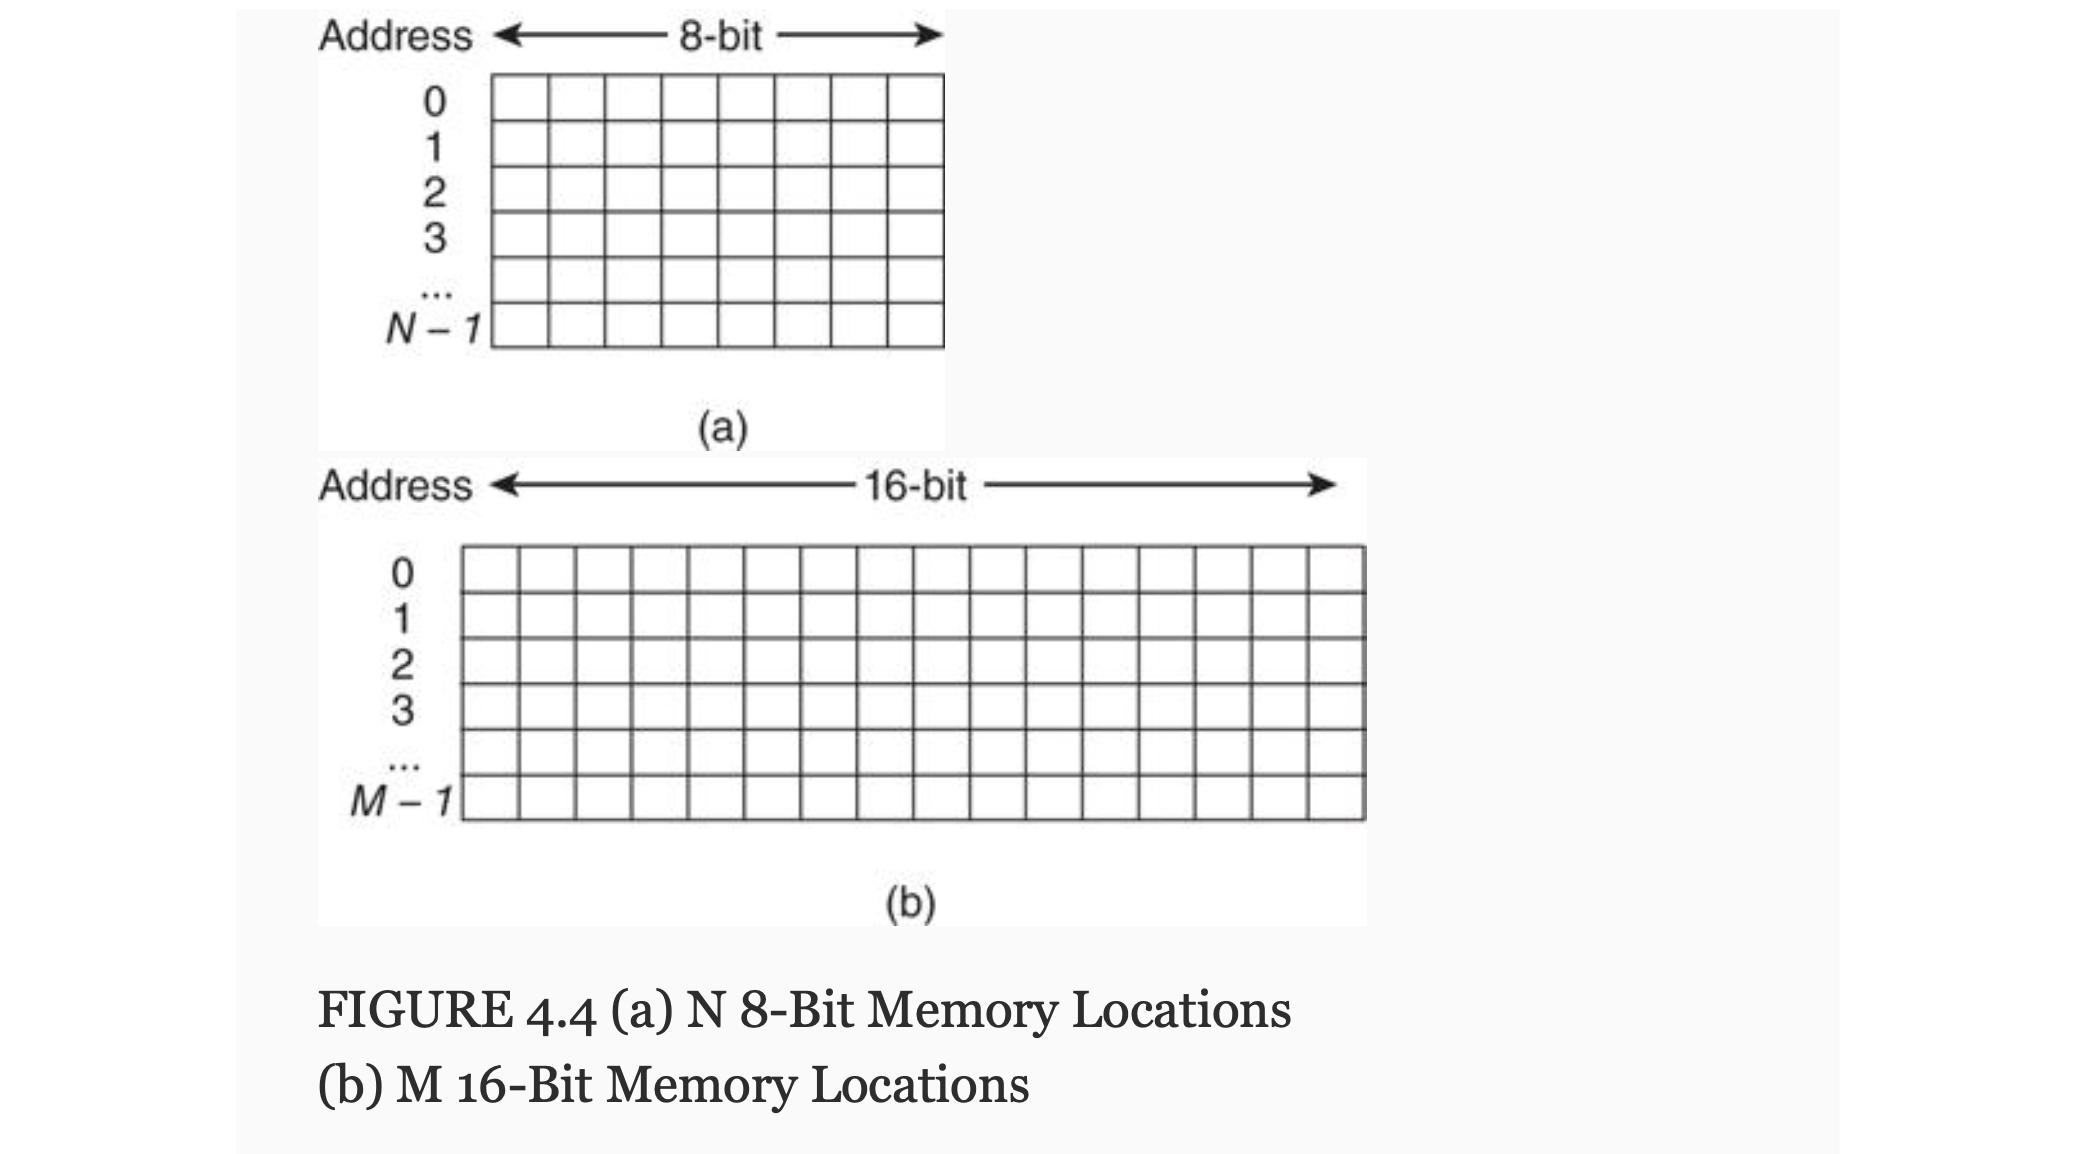 Address 8-bit
0
1
2
3
...
N – 1
(a)
Address 16-bit
0
1
2
3
...
M – 1
(b)
FIGURE 4.4 (a) N 8-Bit Memory Locations
(b) M 16-Bit Memory Locations